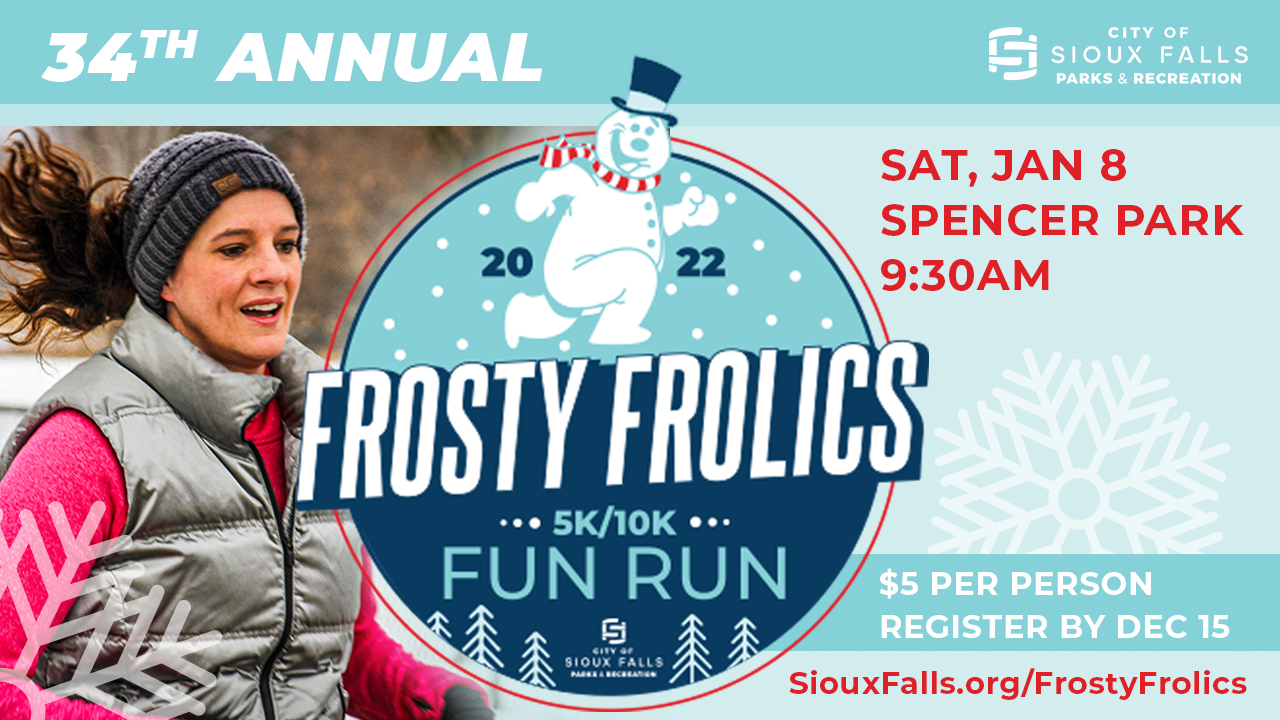 34TH ANNUAL
CITY OF
SIOUX FALLS
PARKS & RECREATION
SAT, JAN 8
SPENCER PARK
9:30AM
20 22
FROSTY FROLICS
5K/10K
FUN RUN
CITY OF
SIOUX FALLS
PARKS & RECREATION
$5 PER PERSON
REGISTER BY DEC 15
SiouxFalls.org/FrostyFrolics